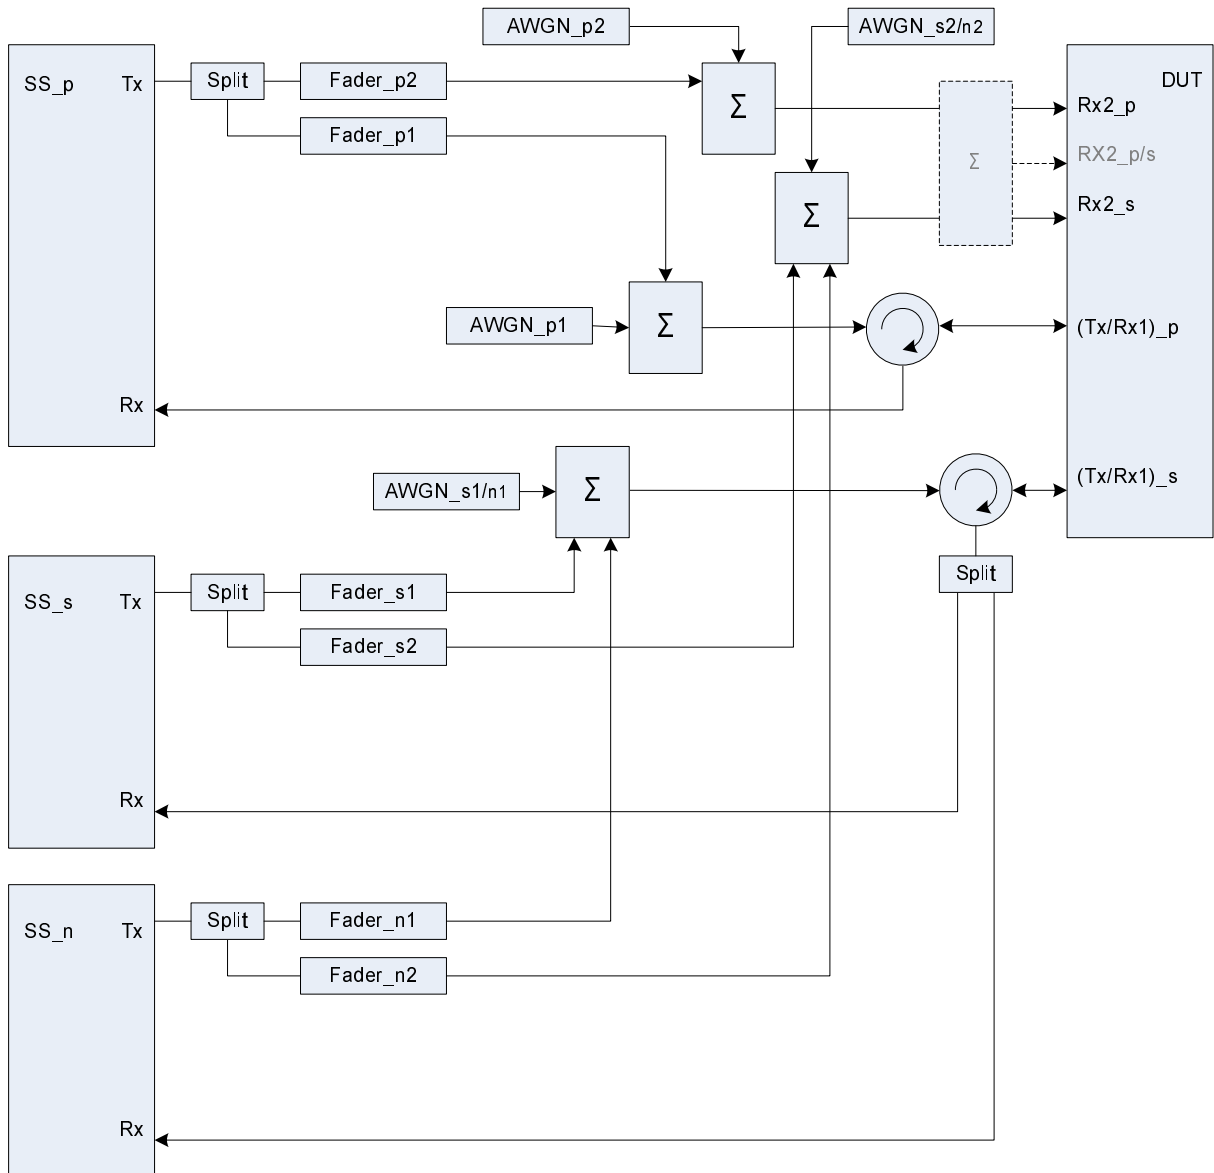 AWGN_p2
AWGN_s2/n2
SS_p
Tx
Split
Fader_p2
Σ
DUT
Rx2_p
Fader_p1
Σ
RX2_p/s
Σ
Rx2_s
AWGN_p1
Σ
(Tx/Rx1)_p
Rx
AWGN_s1/n1
Σ
(Tx/Rx1)_s
Split
SS_s
Tx
Split
Fader_s1
Fader_s2
Rx
SS_n
Tx
Split
Fader_n1
Fader_n2
Rx